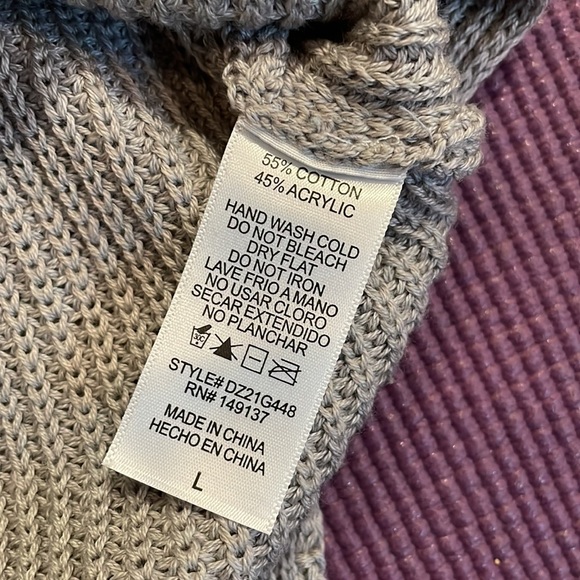 55% COTTON
45% ACRYLIC
HAND WASH COLD
DO NOT BLEACH
DRY FLAT
DO NOT IRON
LAVE FRIO A MANO
NO USAR CLORO
SECAR EXTENDIDO
NO PLANCHAR
STYLE# DZ21G448
RN# 149137
MADE IN CHINA
HECHO EN CHINA
L